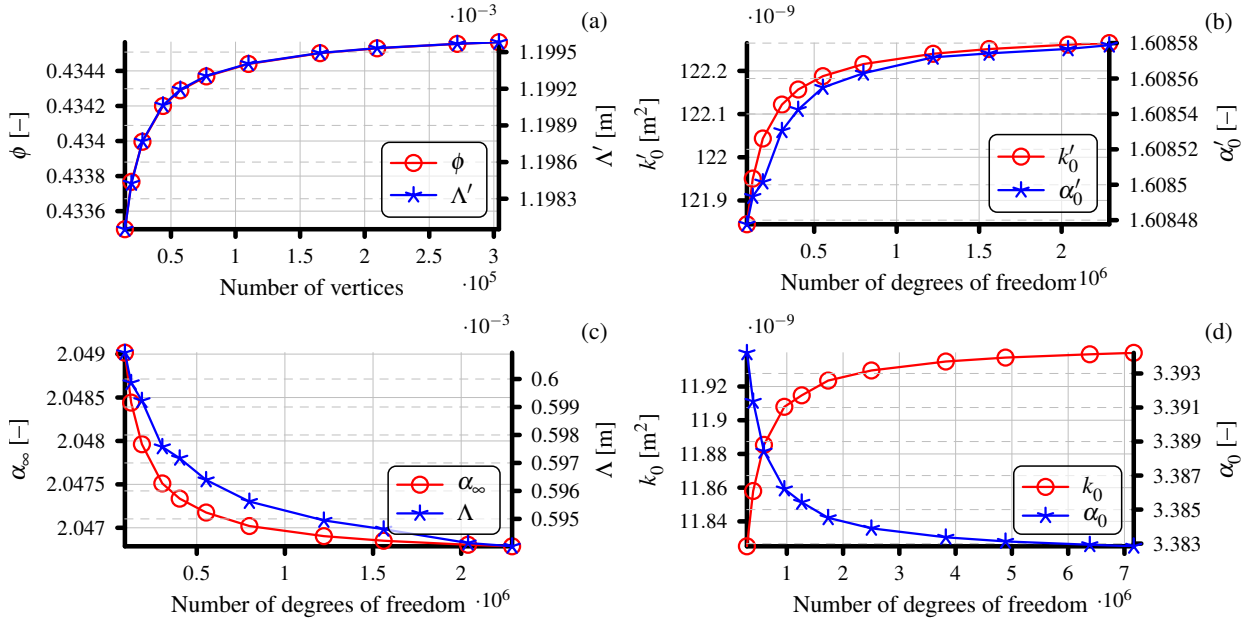 ·10⁻³
(a)
0.4344
0.4342
0.434
0.4338
0.4336
ϕ [−]
1.1995
1.1992
1.1989
1.1986
1.1983
Λ′ [m]
ϕ
Λ′
0.5
1
1.5
2
2.5
3
Number of vertices
·10⁵
·10⁻⁹
(b)
122.2
122.1
122
121.9
k′₀ [m²]
1.60858
1.60856
1.60854
1.60852
1.6085
1.60848
α′₀ [−]
k′₀
α′₀
0.5
1
1.5
2
Number of degrees of freedom
·10⁶
·10⁻³
(c)
2.049
2.0485
2.048
2.0475
2.047
α∞ [−]
0.6
0.599
0.598
0.597
0.596
0.595
Λ [m]
α∞
Λ
0.5
1
1.5
2
Number of degrees of freedom
·10⁶
·10⁻⁹
(d)
11.92
11.9
11.88
11.86
11.84
k₀ [m²]
3.393
3.391
3.389
3.387
3.385
3.383
α₀ [−]
k₀
α₀
1
2
3
4
5
6
7
Number of degrees of freedom
·10⁶